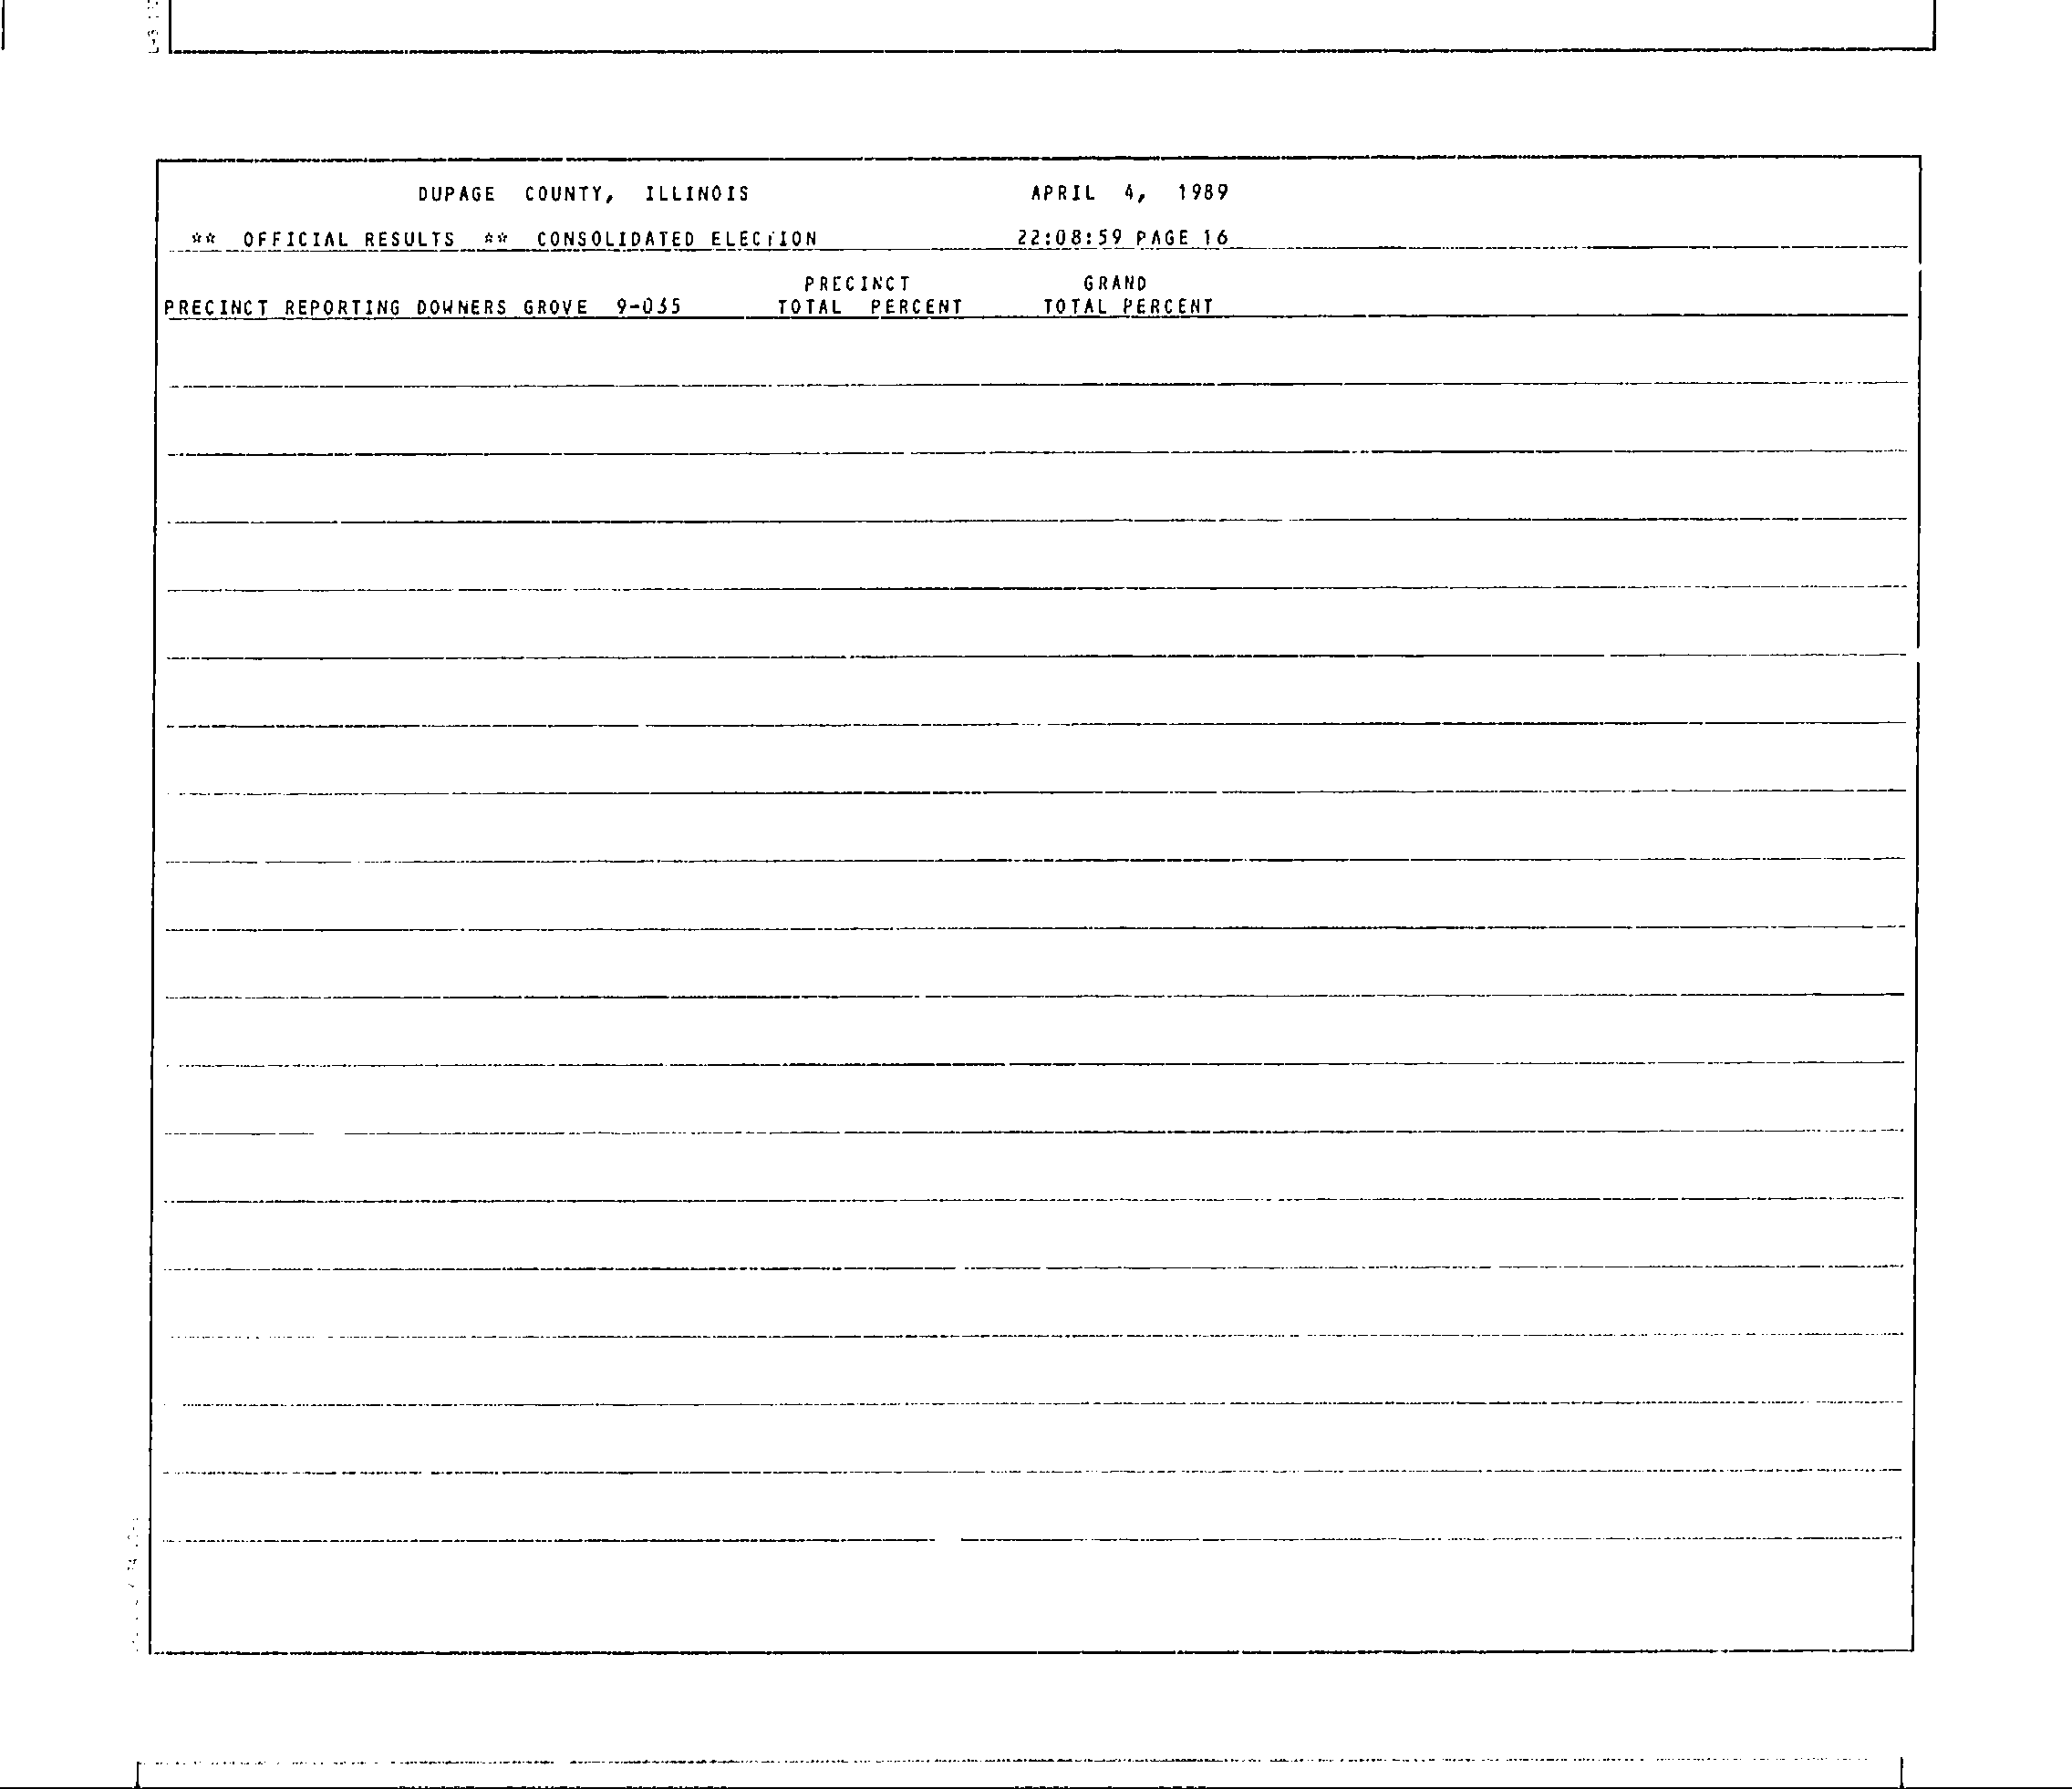 DUPAGE COUNTY, ILLINOIS APRIL 4, 1989
** OFFICIAL RESULTS ** CONSOLIDATED ELECTION 22:08:59 PAGE 16
PRECINCT GRAND
PRECINCT REPORTING DOWNERS GROVE 9-035 TOTAL PERCENT TOTAL PERCENT